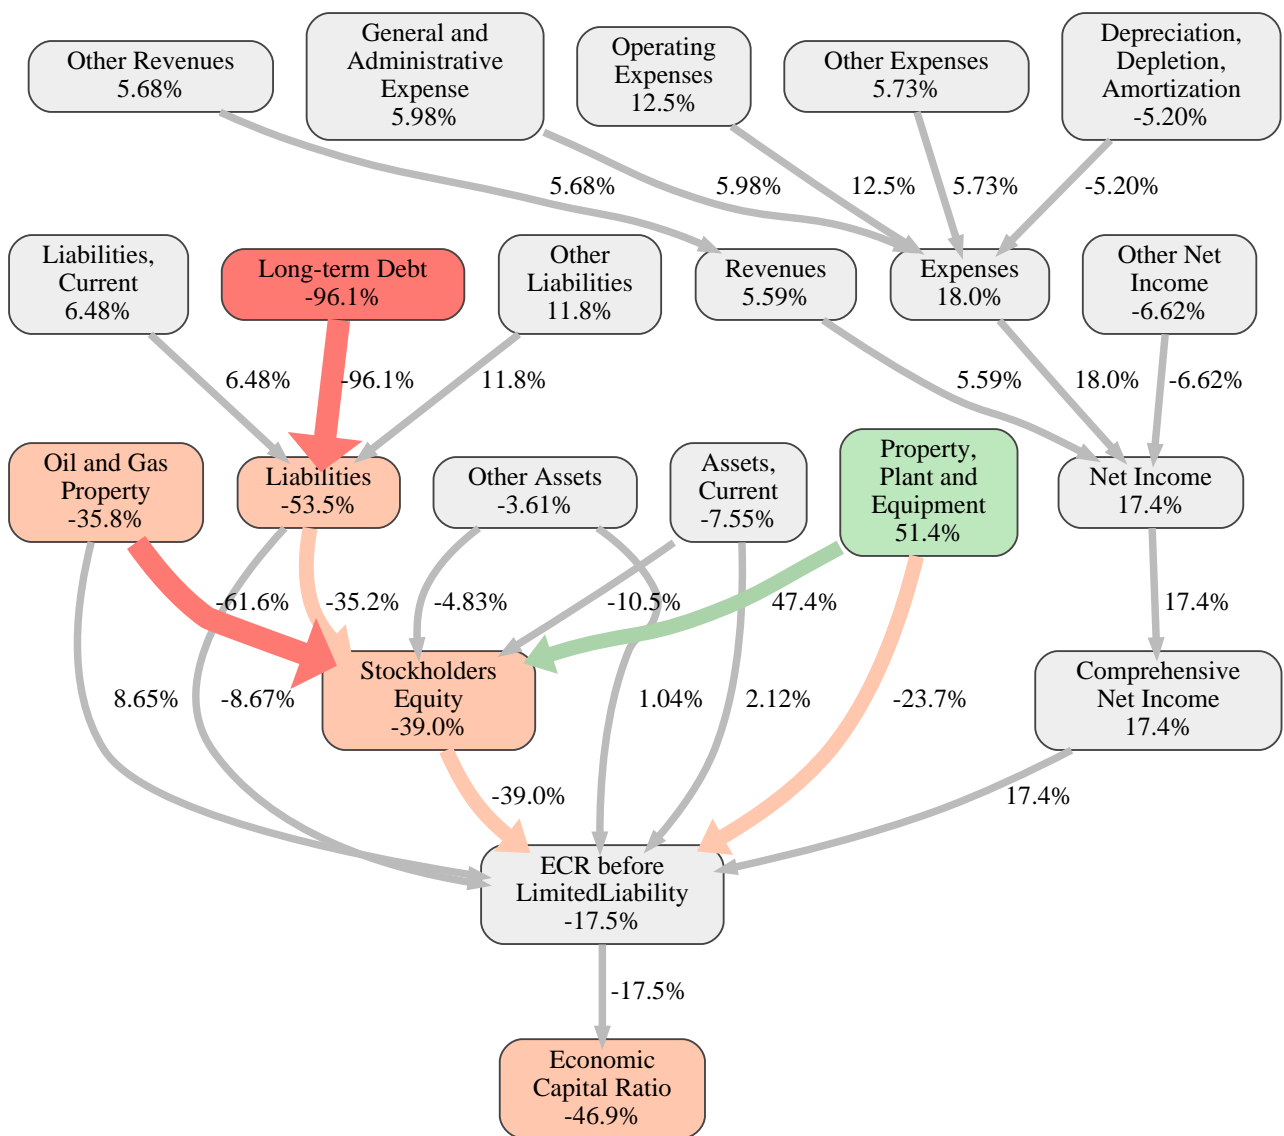 Other Revenues
5.68%
General and
Administrative
Expense
5.98%
Operating
Expenses
12.5%
Other Expenses
5.73%
Depreciation,
Depletion,
Amortization
-5.20%
5.68%
5.98%
12.5%
5.73%
-5.20%
Liabilities,
Current
6.48%
Long-term Debt
-96.1%
Other
Liabilities
11.8%
Revenues
5.59%
Expenses
18.0%
Other Net
Income
-6.62%
6.48%
-96.1%
11.8%
5.59%
18.0%
-6.62%
Oil and Gas
Property
-35.8%
Liabilities
-53.5%
Other Assets
-3.61%
Assets,
Current
-7.55%
Property,
Plant and
Equipment
51.4%
Net Income
17.4%
-61.6%
-35.2%
-4.83%
-10.5%
47.4%
17.4%
Stockholders
Equity
-39.0%
Comprehensive
Net Income
17.4%
8.65%
-8.67%
1.04%
2.12%
-23.7%
-39.0%
17.4%
ECR before
LimitedLiability
-17.5%
-17.5%
Economic
Capital Ratio
-46.9%